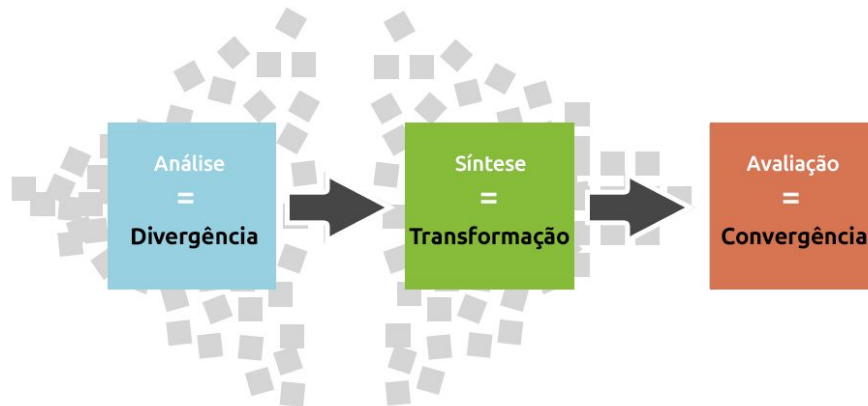 Análise
=
Divergência
Síntese
=
Transformação
Avaliação
=
Convergência